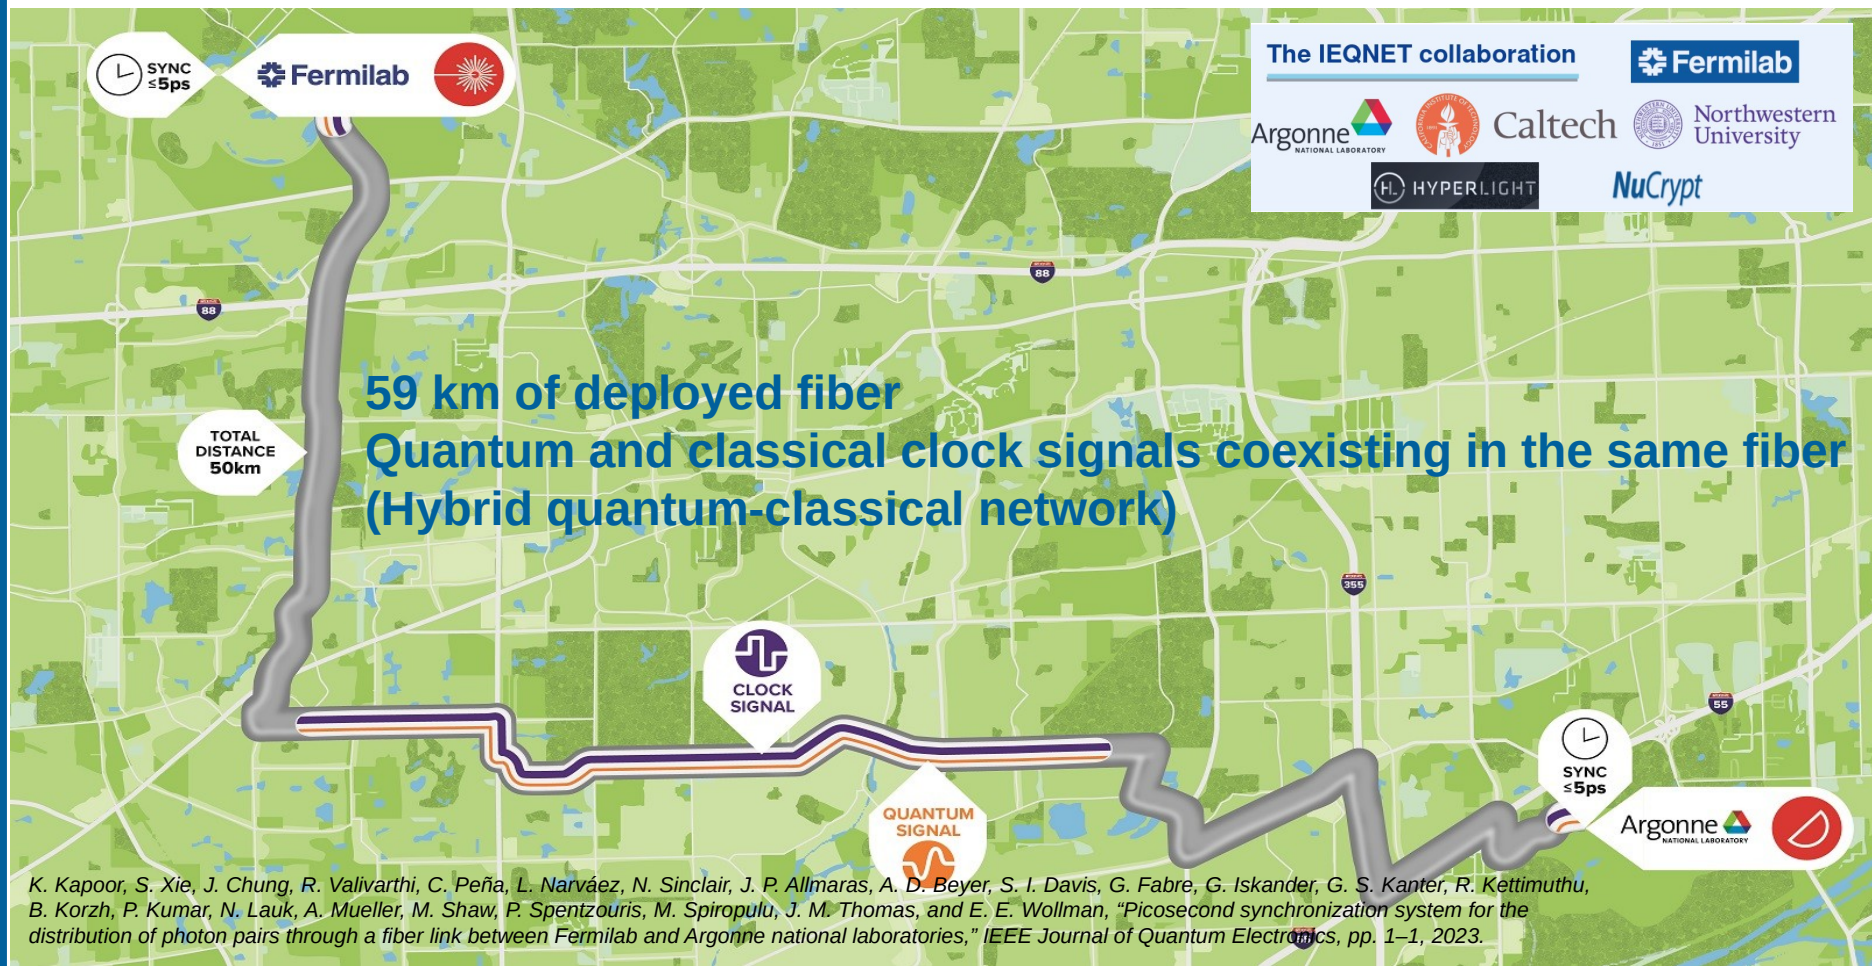 SYNC
≤5ps
Fermilab
The IEQNET collaboration
Fermilab
Argonne
NATIONAL LABORATORY
Caltech
Northwestern
University
HL HYPERLIGHT
NuCrypt
88
88
59 km of deployed fiber
TOTAL
DISTANCE
50km
Quantum and classical clock signals coexisting in the same fiber
(Hybrid quantum-classical network)
355
CLOCK
SIGNAL
55
SYNC
≤5ps
QUANTUM
SIGNAL
Argonne
NATIONAL LABORATORY
K. Kapoor, S. Xie, J. Chung, R. Valivarthi, C. Peña, L. Narváez, N. Sinclair, J. P. Allmaras, A. D. Beyer, S. I. Davis, G. Fabre, G. Iskander, G. S. Kanter, R. Kettimuthu,
B. Korzh, P. Kumar, N. Lauk, A. Mueller, M. Shaw, P. Spentzouris, M. Spiropulu, J. M. Thomas, and E. E. Wollman, “Picosecond synchronization system for the
distribution of photon pairs through a fiber link between Fermilab and Argonne national laboratories,” IEEE Journal of Quantum Electronics, pp. 1–1, 2023.